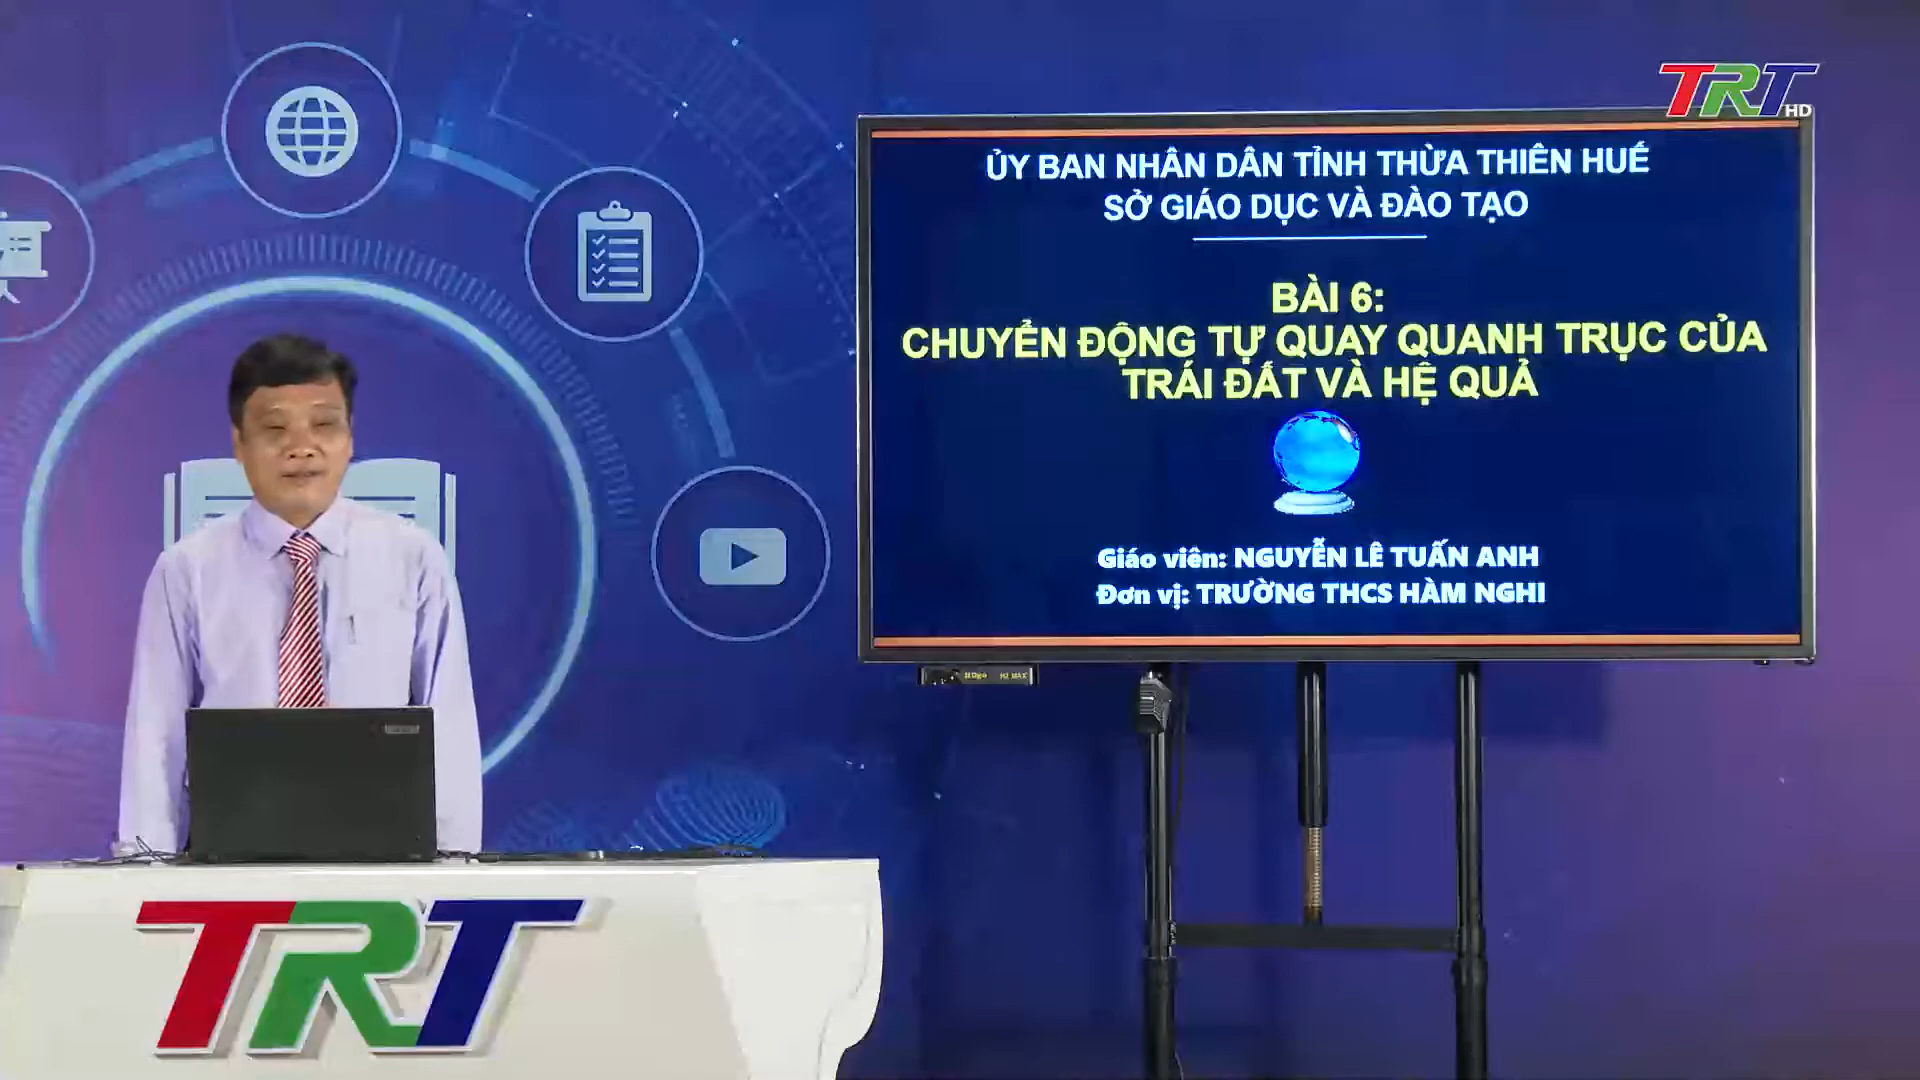 TRT HD
ỦY BAN NHÂN DÂN TỈNH THỪA THIÊN HUẾ
SỞ GIÁO DỤC VÀ ĐÀO TẠO
BÀI 6:
CHUYỂN ĐỘNG TỰ QUAY QUANH TRỤC CỦA
TRÁI ĐẤT VÀ HỆ QUẢ
Giáo viên: NGUYỄN LÊ TUẤN ANH
Đơn vị: TRƯỜNG THCS HÀM NGHI
TRT